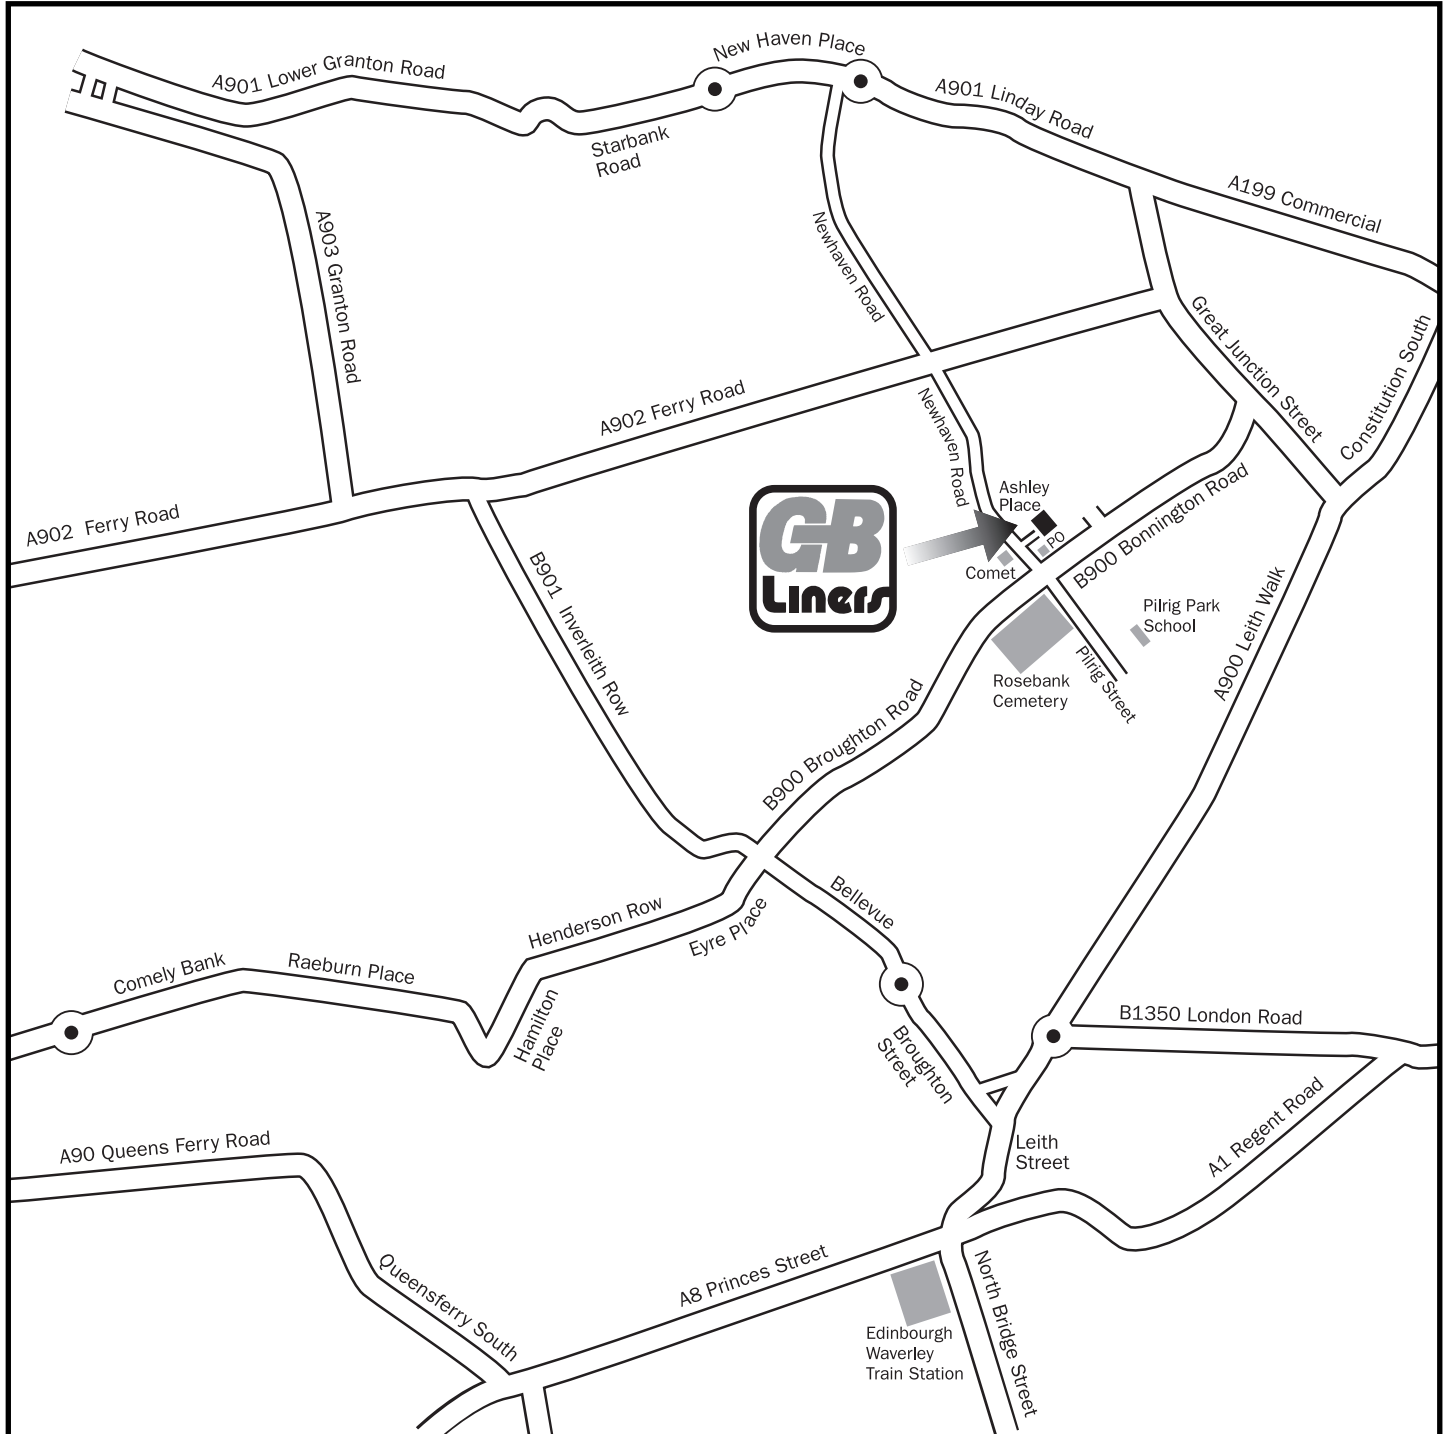 New Haven Place
A901 Lower Granton Road
A901 Linday Road
Starbank
Road
A199 Commercial
A903 Granton Road
Newhaven Road
Great Junction Street
Constitution South
A902 Ferry Road
Newhaven Road
A902  Ferry Road
Ashley
Place
GB
Liners
PO
Comet
B900 Bonnington Road
B901  Inverleith Row
Pilrig Park
School
A900 Leith Walk
Pilrig Street
Rosebank
Cemetery
B900 Broughton Road
Bellevue
Henderson Row
Eyre Place
Comely Bank
Raeburn Place
Hamilton
Place
Broughton
Street
B1350 London Road
A90 Queens Ferry Road
Leith
Street
A1 Regent Road
Queensferry South
A8 Princes Street
North Bridge Street
Edinbourgh
Waverley
Train Station